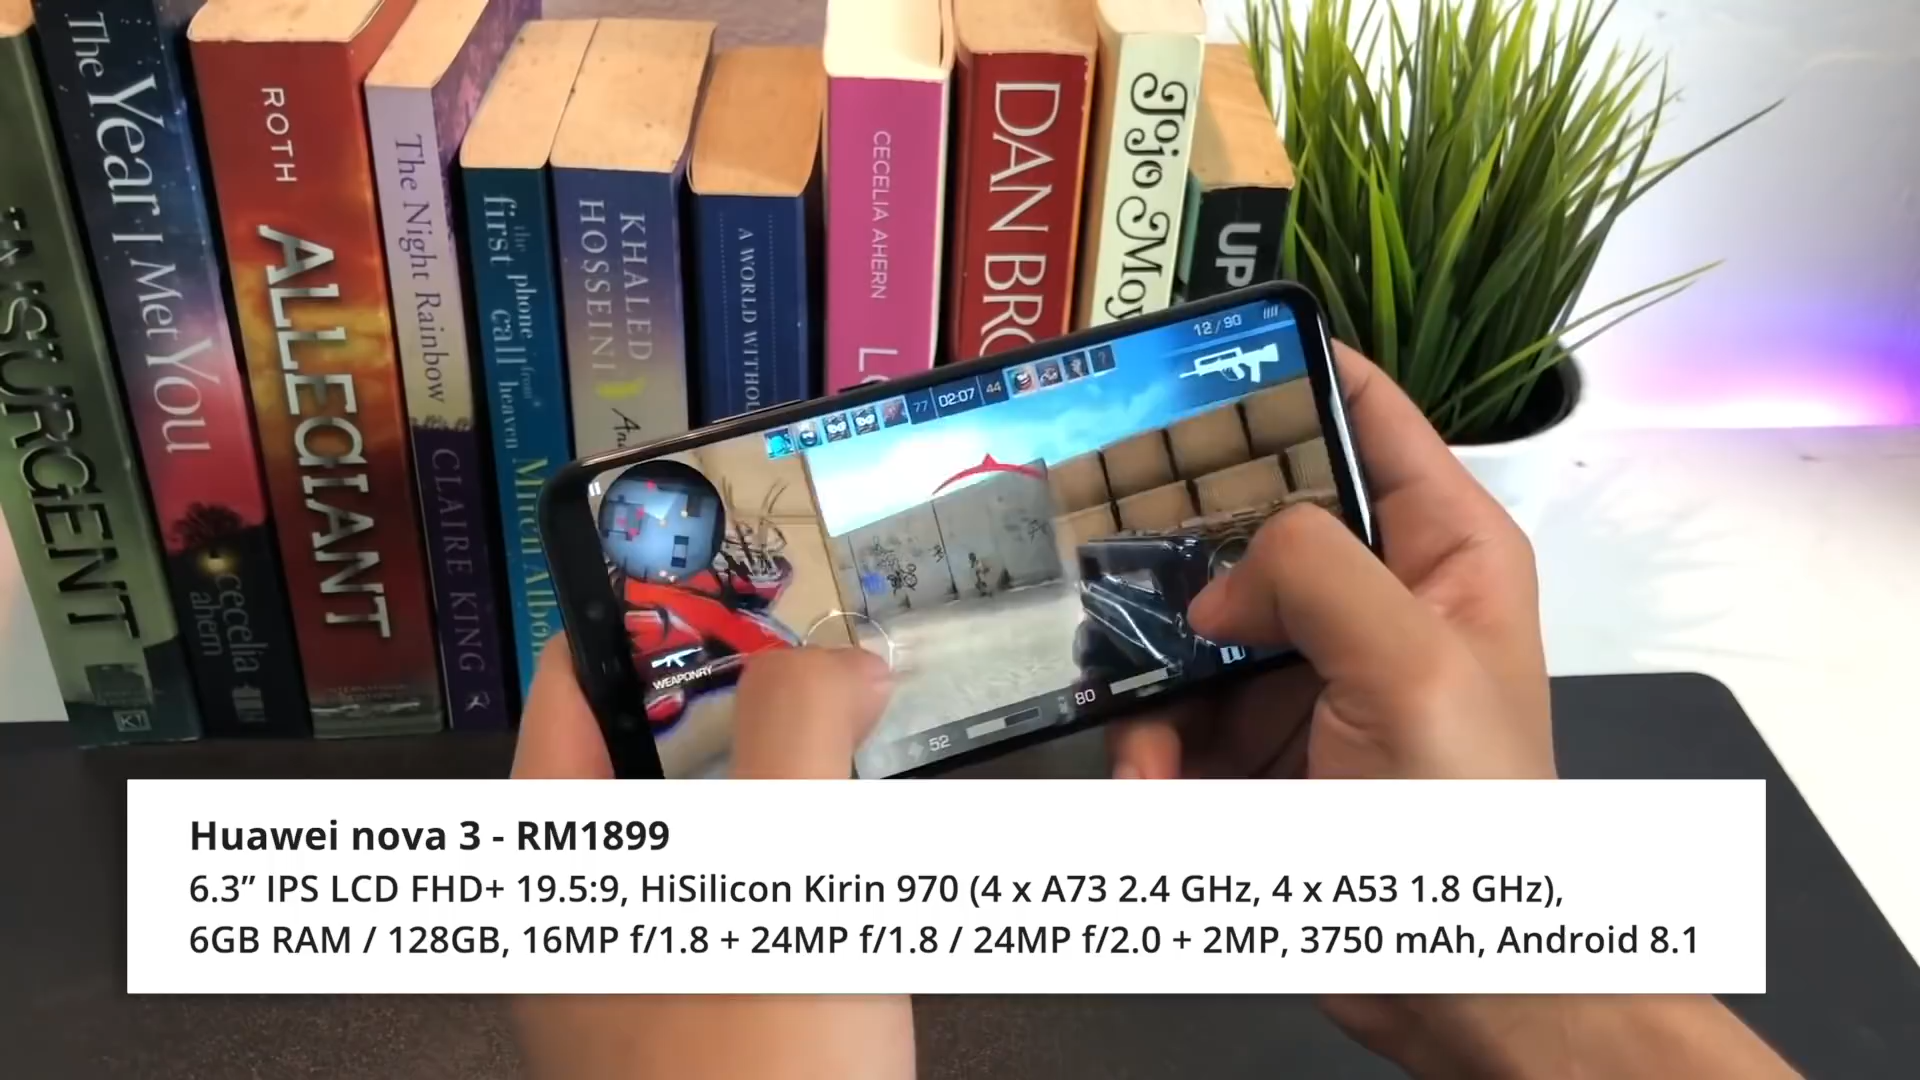 INSURGENT
The Year I Met You
cecelia
ahern
ROTH
ALLEGIANT
The Night Rainbow
CLAIRE KING
the first phone call from heaven
KHALED
HOSSEINI
A WORLD WITHOU
CECELIA AHERN
DAN BRO
Jojo Moy
UP
12/90
77 02:07 44
WEAPONRY
52
80
Huawei nova 3 - RM1899
6.3” IPS LCD FHD+ 19.5:9, HiSilicon Kirin 970 (4 x A73 2.4 GHz, 4 x A53 1.8 GHz),
6GB RAM / 128GB, 16MP f/1.8 + 24MP f/1.8 / 24MP f/2.0 + 2MP, 3750 mAh, Android 8.1